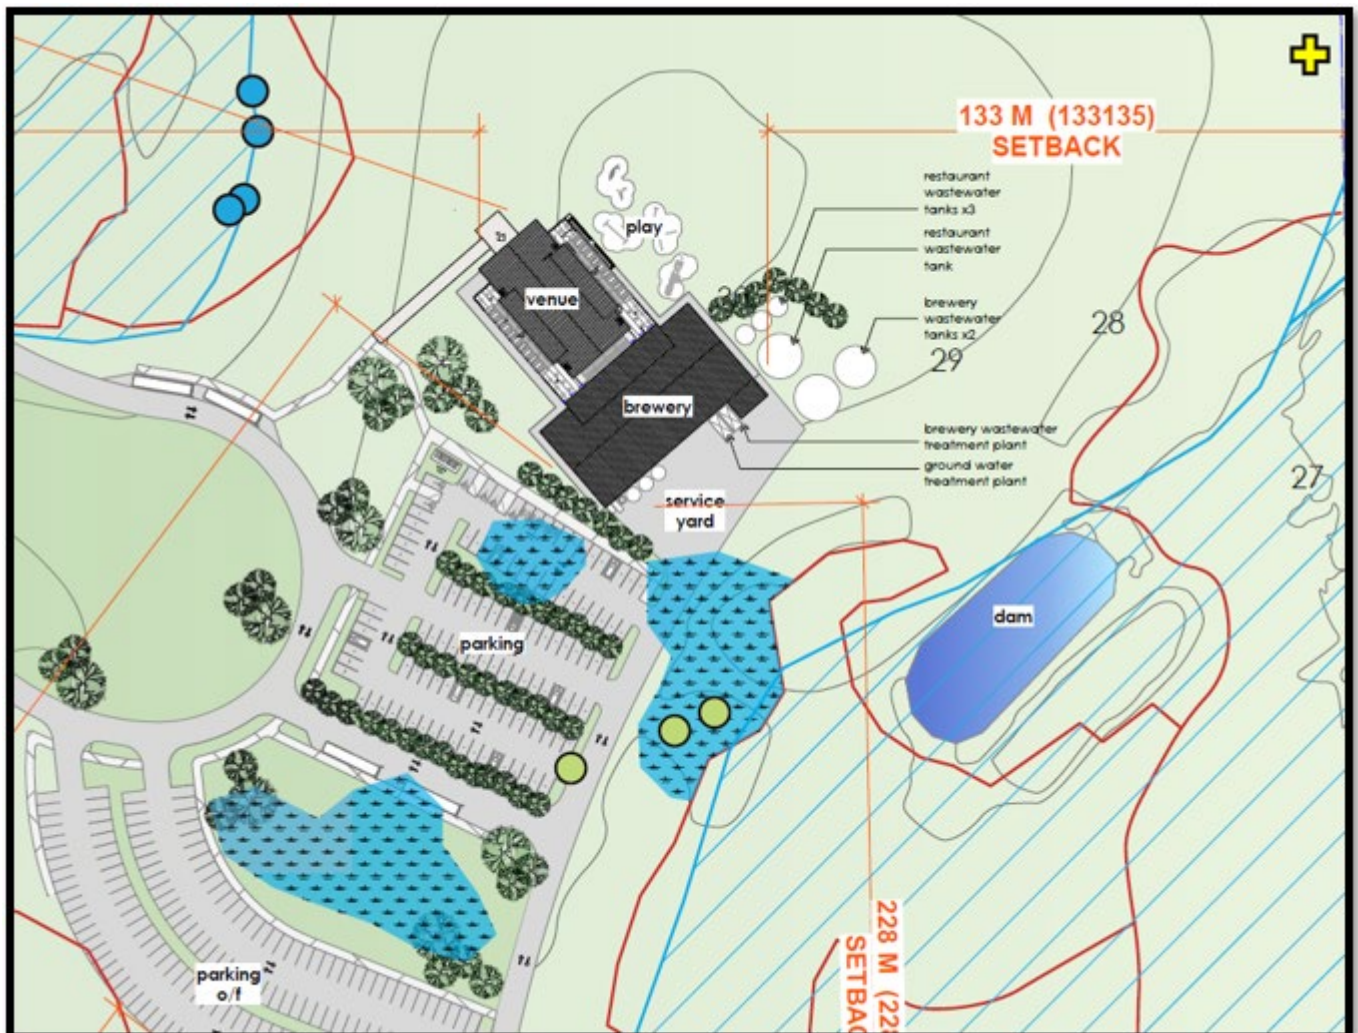 133 M (133135)
SETBACK
restaurant
wastewater
tanks x3
restaurant
wastewater
tank
brewery
wastewater
tanks x2
play
venue
28
29
brewery
brewery wastewater
treatment plant
ground water
treatment plant
27
service
yard
dam
parking
228 M (228
SETBAC
parking
o/f